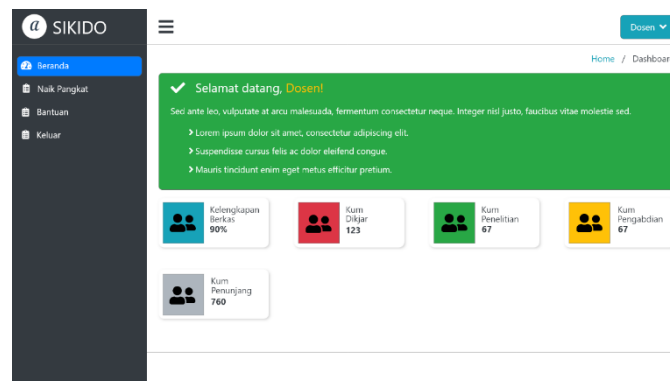 a SIKIDO
Dosen
Beranda
Naik Pangkat
Bantuan
Keluar
Home / Dashboar
Selamat datang, Dosen!
Sed ante leo, vulputate at arcu malesuada, fermentum consectetur neque. Integer nisl justo, faucibus vitae molestie sed.
Lorem ipsum dolor sit amet, consectetur adipiscing elit.
Suspendisse cursus felis ac dolor eleifend congue.
Mauris tincidunt enim eget metus efficitur pretium.
Kelengkapan
Berkas
90%
Kum
Dikjar
123
Kum
Penelitian
67
Kum
Pengabdian
67
Kum
Penunjang
760